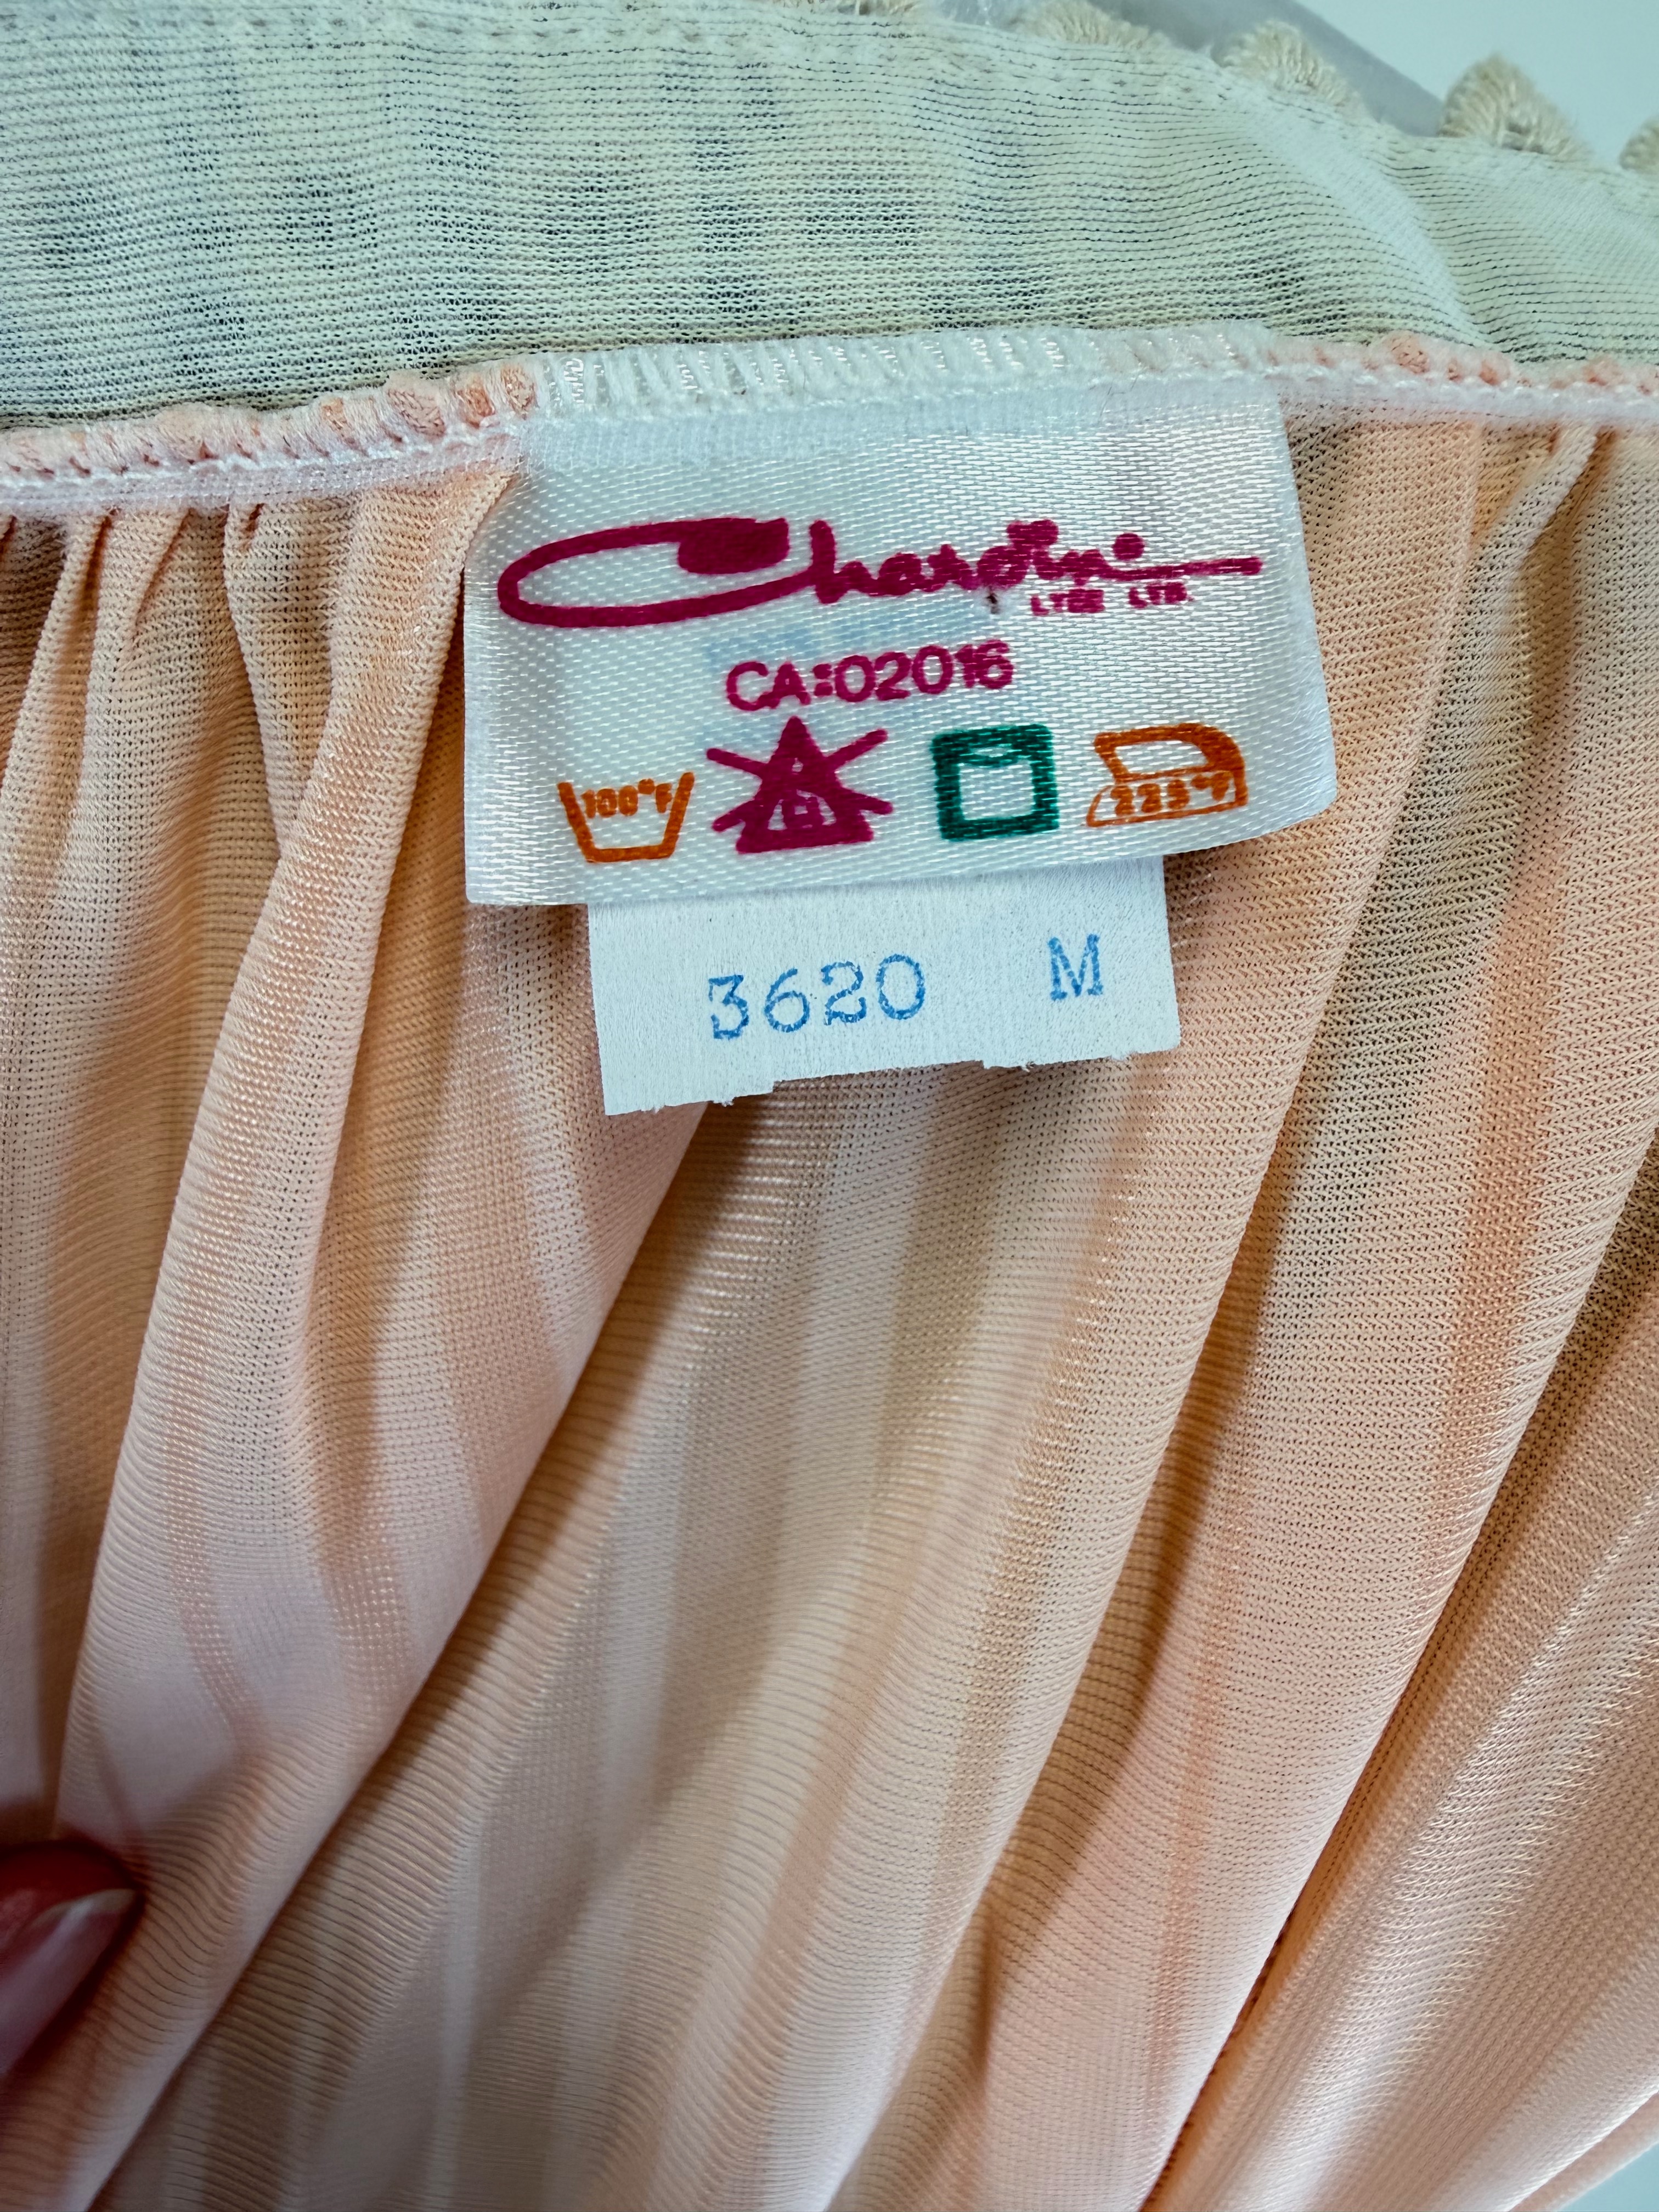 Chardini
LTEE LTD.
CA:02016
100°F
225°F
3620 M